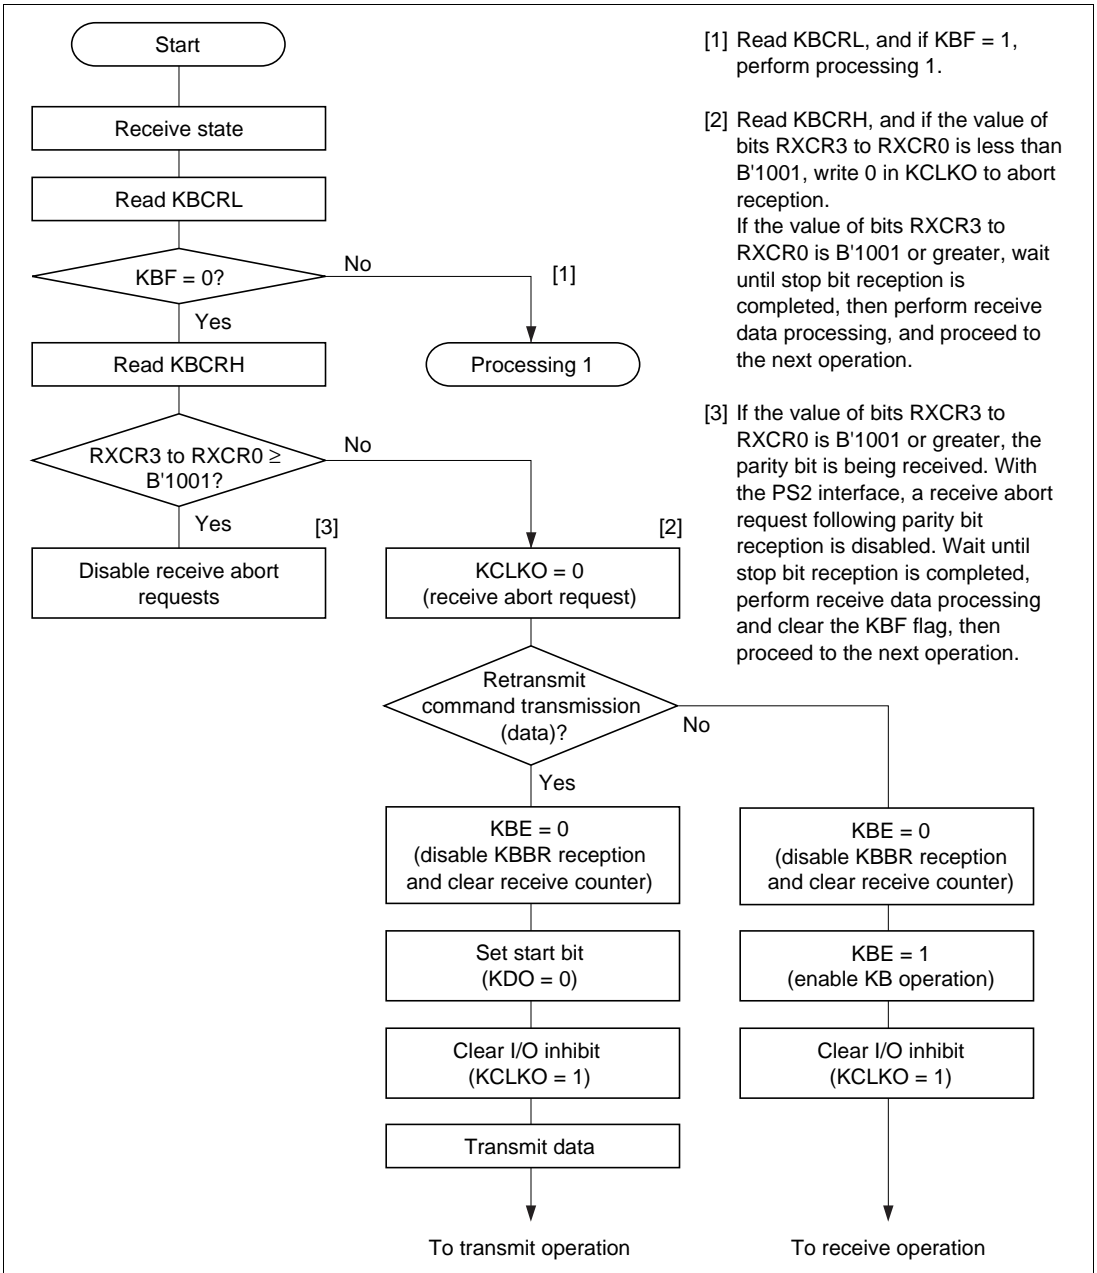 Start
Receive state
Read KBCRL
KBF = 0?
No
[1]
Yes
Processing 1
Read KBCRH
RXCR3 to RXCR0 ≥
B'1001?
No
Yes
[3]
Disable receive abort
requests
[2]
KCLKO = 0
(receive abort request)
Retransmit
command transmission
(data)?
No
Yes
KBE = 0
(disable KBBR reception
and clear receive counter)
Set start bit
(KDO = 0)
Clear I/O inhibit
(KCLKO = 1)
Transmit data
To transmit operation
KBE = 0
(disable KBBR reception
and clear receive counter)
KBE = 1
(enable KB operation)
Clear I/O inhibit
(KCLKO = 1)
To receive operation
[1] Read KBCRL, and if KBF = 1,
perform processing 1.
[2] Read KBCRH, and if the value of
bits RXCR3 to RXCR0 is less than
B'1001, write 0 in KCLKO to abort
reception.
If the value of bits RXCR3 to
RXCR0 is B'1001 or greater, wait
until stop bit reception is
completed, then perform receive
data processing, and proceed to
the next operation.
[3] If the value of bits RXCR3 to
RXCR0 is B'1001 or greater, the
parity bit is being received. With
the PS2 interface, a receive abort
request following parity bit
reception is disabled. Wait until
stop bit reception is completed,
perform receive data processing
and clear the KBF flag, then
proceed to the next operation.